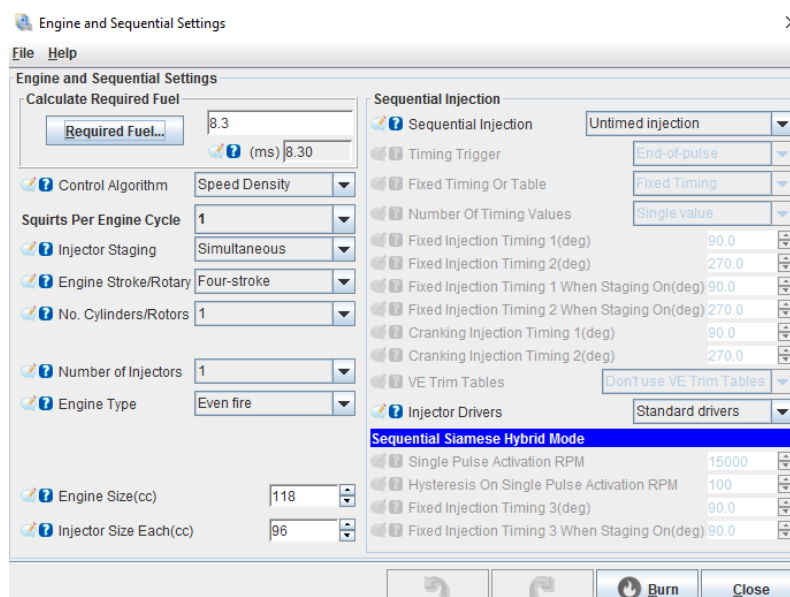 Engine and Sequential Settings
File Help
Engine and Sequential Settings
Calculate Required Fuel
Required Fuel...
8.3
(ms) 8.30
Control Algorithm Speed Density
Squirts Per Engine Cycle 1
Injector Staging Simultaneous
Engine Stroke/Rotary Four-stroke
No. Cylinders/Rotors 1
Number of Injectors 1
Engine Type Even fire
Engine Size(cc) 118
Injector Size Each(cc) 96
Sequential Injection
Sequential Injection Untimed injection
Timing Trigger End-of-pulse
Fixed Timing Or Table Fixed Timing
Number Of Timing Values Single value
Fixed Injection Timing 1(deg) 90.0
Fixed Injection Timing 2(deg) 270.0
Fixed Injection Timing 1 When Staging On(deg) 90.0
Fixed Injection Timing 2 When Staging On(deg) 270.0
Cranking Injection Timing 1(deg) 90.0
Cranking Injection Timing 2(deg) 270.0
VE Trim Tables Don't use VE Trim Tables
Injector Drivers Standard drivers
Sequential Siamese Hybrid Mode
Single Pulse Activation RPM 15000
Hysteresis On Single Pulse Activation RPM 100
Fixed Injection Timing 3(deg) 90.0
Fixed Injection Timing 3 When Staging On(deg) 90.0
Burn Close